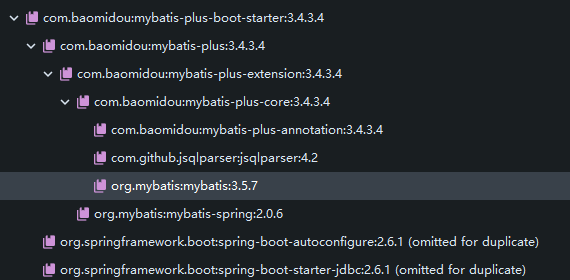 com.baomidou:mybatis-plus-boot-starter:3.4.3.4
com.baomidou:mybatis-plus:3.4.3.4
com.baomidou:mybatis-plus-extension:3.4.3.4
com.baomidou:mybatis-plus-core:3.4.3.4
com.baomidou:mybatis-plus-annotation:3.4.3.4
com.github.jsqlparser:jsqlparser:4.2
org.mybatis:mybatis:3.5.7
org.mybatis:mybatis-spring:2.0.6
org.springframework.boot:spring-boot-autoconfigure:2.6.1 (omitted for duplicate)
org.springframework.boot:spring-boot-starter-jdbc:2.6.1 (omitted for duplicate)